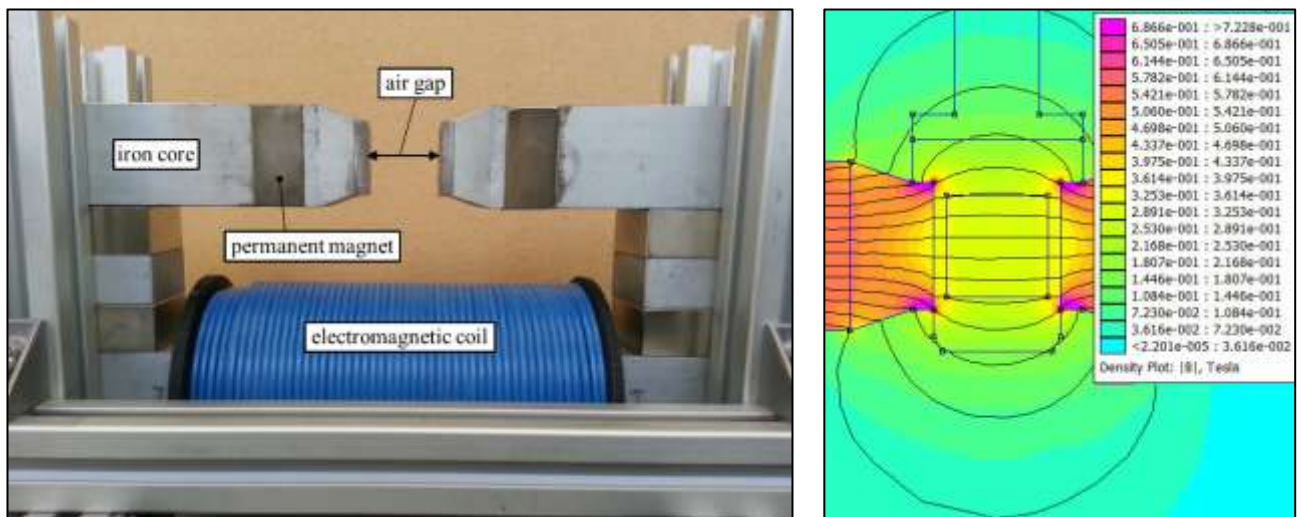 air gap
iron core
permanent magnet
electromagnetic coil
6.866e-001 : >7.228e-001
6.505e-001 : 6.866e-001
6.144e-001 : 6.505e-001
5.782e-001 : 6.144e-001
5.421e-001 : 5.782e-001
5.060e-001 : 5.421e-001
4.698e-001 : 5.060e-001
4.337e-001 : 4.698e-001
3.975e-001 : 4.337e-001
3.614e-001 : 3.975e-001
3.253e-001 : 3.614e-001
2.891e-001 : 3.253e-001
2.530e-001 : 2.891e-001
2.168e-001 : 2.530e-001
1.807e-001 : 2.168e-001
1.446e-001 : 1.807e-001
1.084e-001 : 1.446e-001
7.230e-002 : 1.084e-001
3.616e-002 : 7.230e-002
<2.201e-005 : 3.616e-002
Density Plot: |B|, Tesla